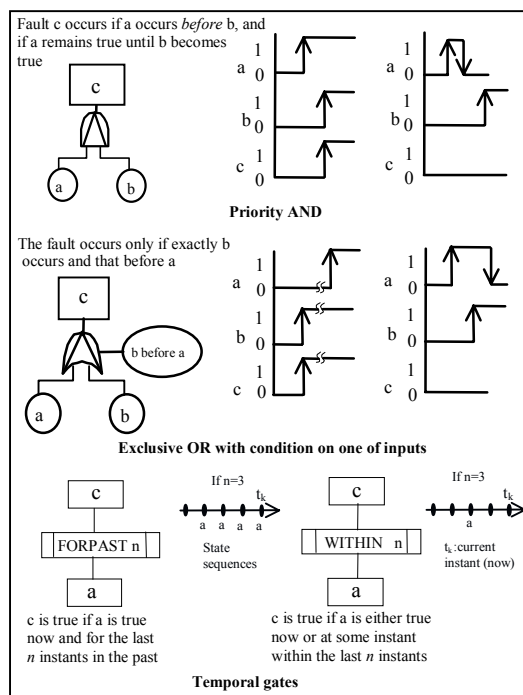 Fault c occurs if a occurs before b, and
if a remains true until b becomes
true
c
a
b
1
a
0
1
b
0
1
c
0
1
a
0
1
b
0
1
c
0
Priority AND
The fault occurs only if exactly b
occurs and that before a
c
b before a
a
b
1
a
0
1
b
0
1
c
0
1
a
0
1
b
0
1
c
0
Exclusive OR with condition on one of inputs
c
FORPAST n
a
If n=3
tk
a a a a
State
sequences
c is true if a is true
now and for the last
n instants in the past
c
WITHIN n
a
If n=3
tk
a
tk:current
instant (now)
c is true if a is either true
now or at some instant
within the last n instants
Temporal gates